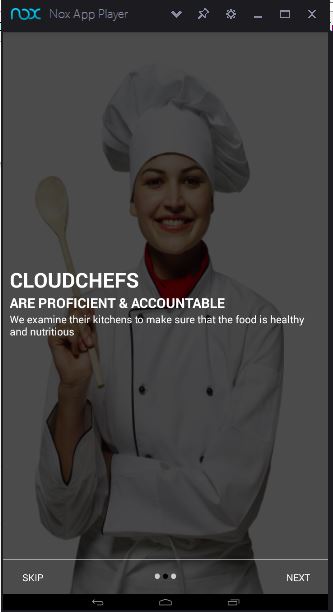 nox Nox App Player
CLOUDCHEFS
ARE PROFICIENT & ACCOUNTABLE
We examine their kitchens to make sure that the food is healthy
and nutritious
SKIP NEXT